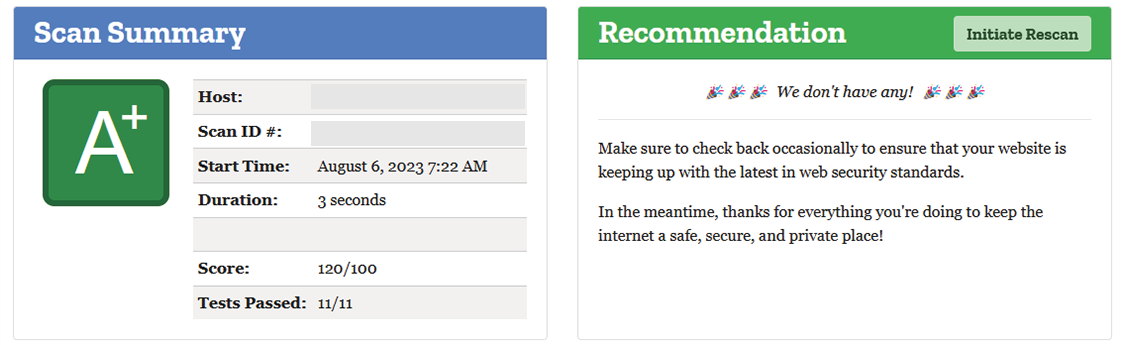 Scan Summary
A+
Host:
Scan ID #:
Start Time: August 6, 2023 7:22 AM
Duration: 3 seconds
Score: 120/100
Tests Passed: 11/11
Recommendation
Initiate Rescan
We don't have any!
Make sure to check back occasionally to ensure that your website is
keeping up with the latest in web security standards.
In the meantime, thanks for everything you're doing to keep the
internet a safe, secure, and private place!